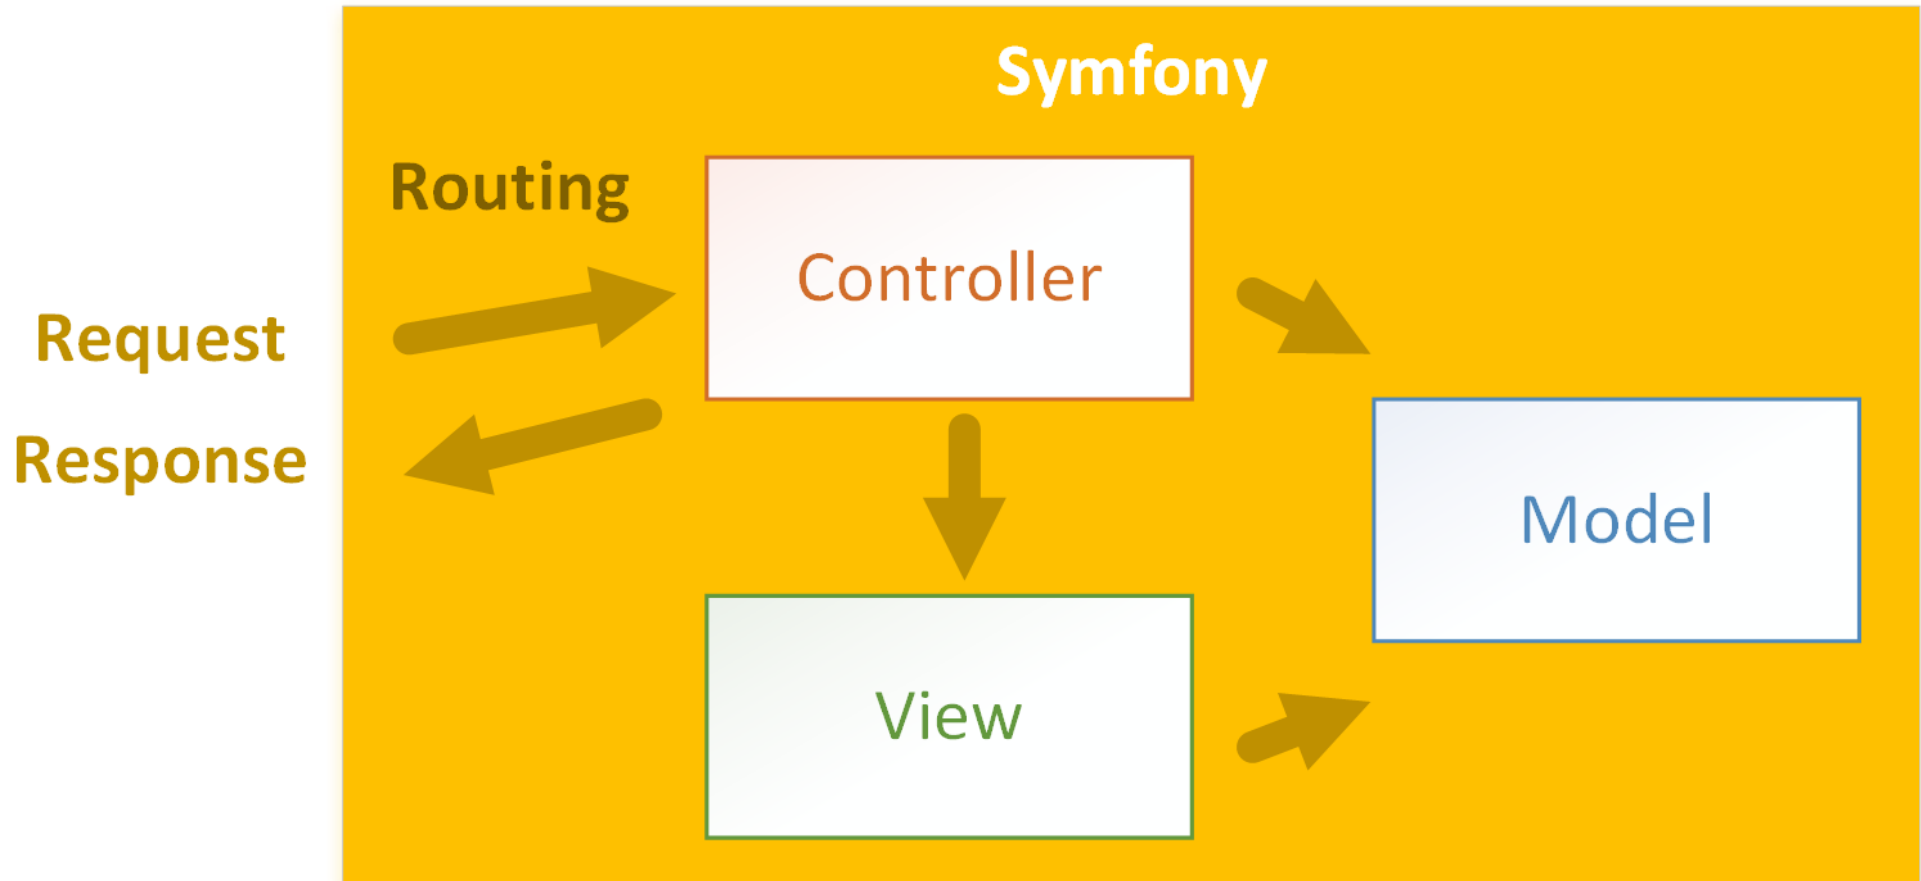 Symfony
Routing
Controller
Request
Response
Model
View